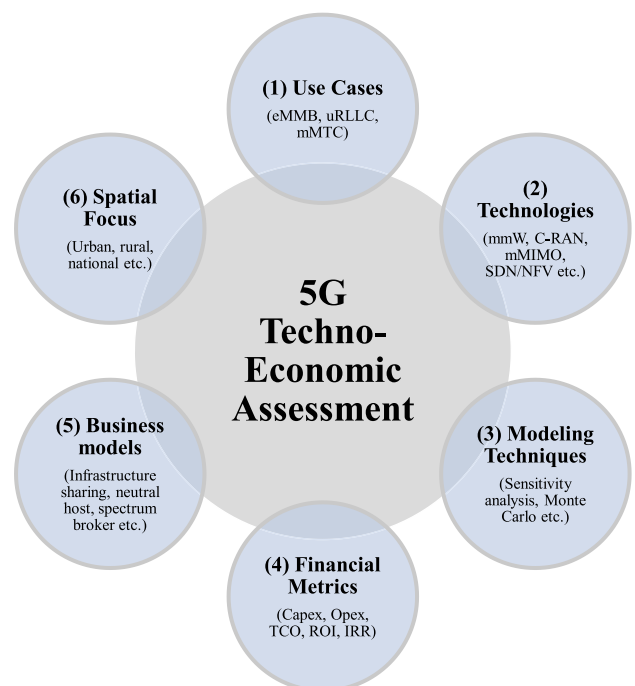 (1) Use Cases
(eMMB, uRLLC,
mMTC)
(2)
Technologies
(mmW, C-RAN,
mMIMO,
SDN/NFV etc.)
(3) Modeling
Techniques
(Sensitivity
analysis, Monte
Carlo etc.)
(4) Financial
Metrics
(Capex, Opex,
TCO, ROI, IRR)
(5) Business
models
(Infrastructure
sharing, neutral
host, spectrum
broker etc.)
(6) Spatial
Focus
(Urban, rural,
national etc.)
5G
Techno-
Economic
Assessment